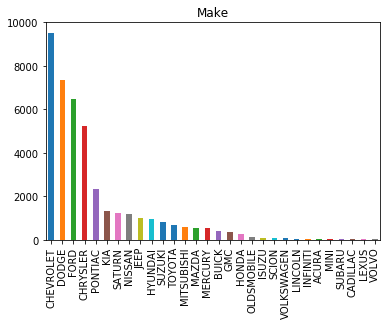 Make
10000
8000
6000
4000
2000
0
CHEVROLET
DODGE
FORD
CHRYSLER
PONTIAC
KIA
SATURN
NISSAN
JEEP
HYUNDAI
SUZUKI
TOYOTA
MITSUBISHI
MAZDA
MERCURY
BUICK
GMC
HONDA
OLDSMOBILE
ISUZU
SCION
VOLKSWAGEN
LINCOLN
INFINITI
ACURA
MINI
SUBARU
CADILLAC
LEXUS
VOLVO